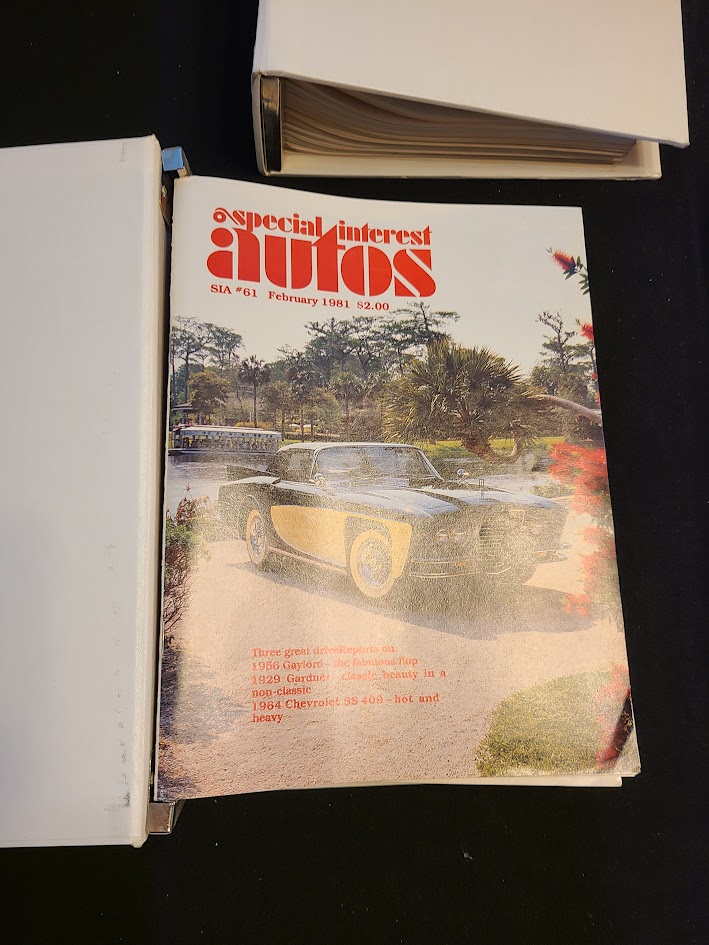 special interest
autos
SIA #61 February 1981 $2.00
Three great driveReports on:
1956 Gaylord - the fabulous flop
1929 Gardner - classic beauty in a
non-classic
1964 Chevrolet SS 409 - hot and
heavy